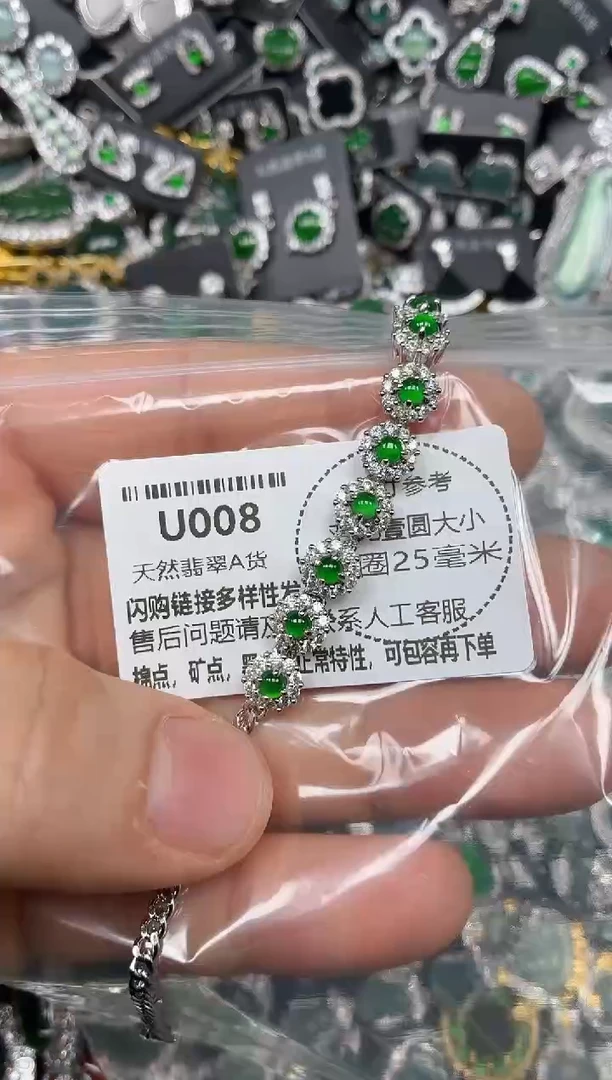 U008
天然翡翠A货
闪购链接多样性发
售后问题请及 系人工客服
棉点，矿点， 正常特性，可包容再下单
参考
壹圆大小
圈25毫米